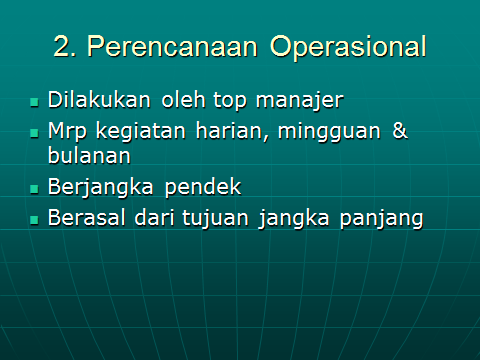 2. Perencanaan Operasional
Dilakukan oleh top manajer
Mrp kegiatan harian, mingguan &
bulanan
Berjangka pendek
Berasal dari tujuan jangka panjang